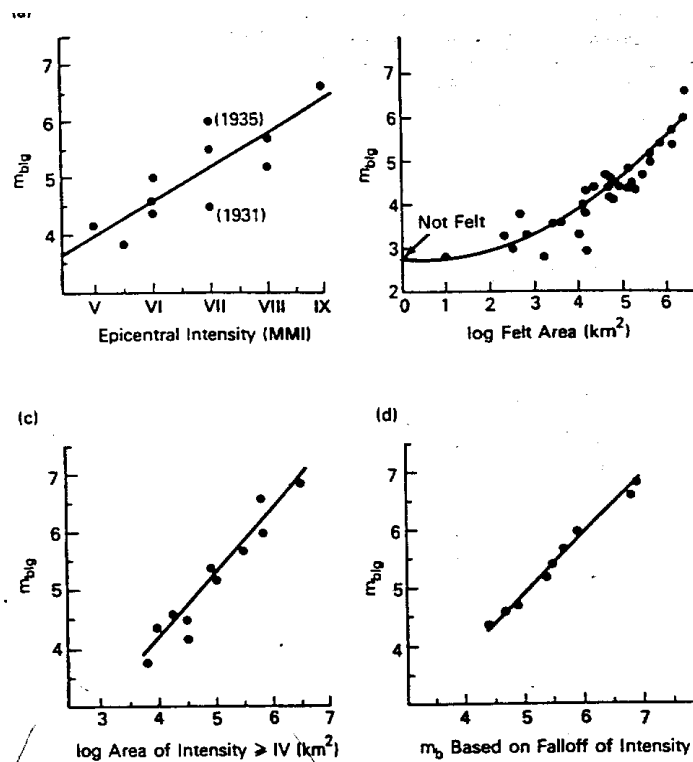 (a)
7
6
5
4
m_blg
(1935)
(1931)
V VI VII VIII IX
Epicentral Intensity (MMI)
7
6
5
4
3
2
m_blg
Not Felt
0 1 2 3 4 5 6
log Felt Area (km²)
(c)
7
6
5
4
m_blg
3 4 5 6 7
log Area of Intensity ⩾ IV (km²)
(d)
7
6
5
4
m_blg
4 5 6 7
m_b Based on Falloff of Intensity